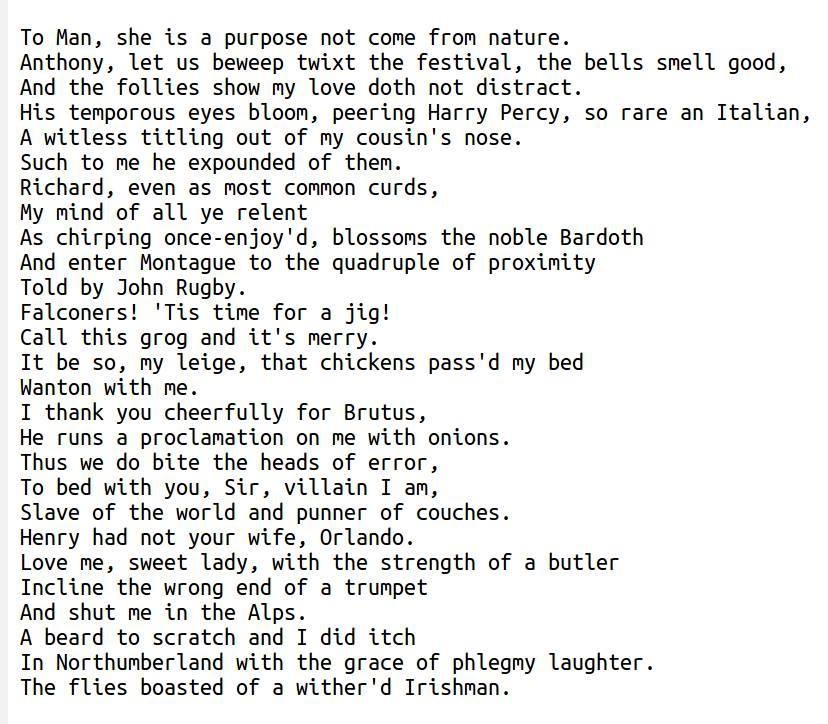 To Man, she is a purpose not come from nature.
Anthony, let us beweep twixt the festival, the bells smell good,
And the follies show my love doth not distract.
His temporous eyes bloom, peering Harry Percy, so rare an Italian,
A witless titling out of my cousin's nose.
Such to me he expounded of them.
Richard, even as most common curds,
My mind of all ye relent
As chirping once-enjoy'd, blossoms the noble Bardoth
And enter Montague to the quadruple of proximity
Told by John Rugby.
Falconers! 'Tis time for a jig!
Call this grog and it's merry.
It be so, my leige, that chickens pass'd my bed
Wanton with me.
I thank you cheerfully for Brutus,
He runs a proclamation on me with onions.
Thus we do bite the heads of error,
To bed with you, Sir, villain I am,
Slave of the world and punner of couches.
Henry had not your wife, Orlando.
Love me, sweet lady, with the strength of a butler
Incline the wrong end of a trumpet
And shut me in the Alps.
A beard to scratch and I did itch
In Northumberland with the grace of phlegmy laughter.
The flies boasted of a wither'd Irishman.